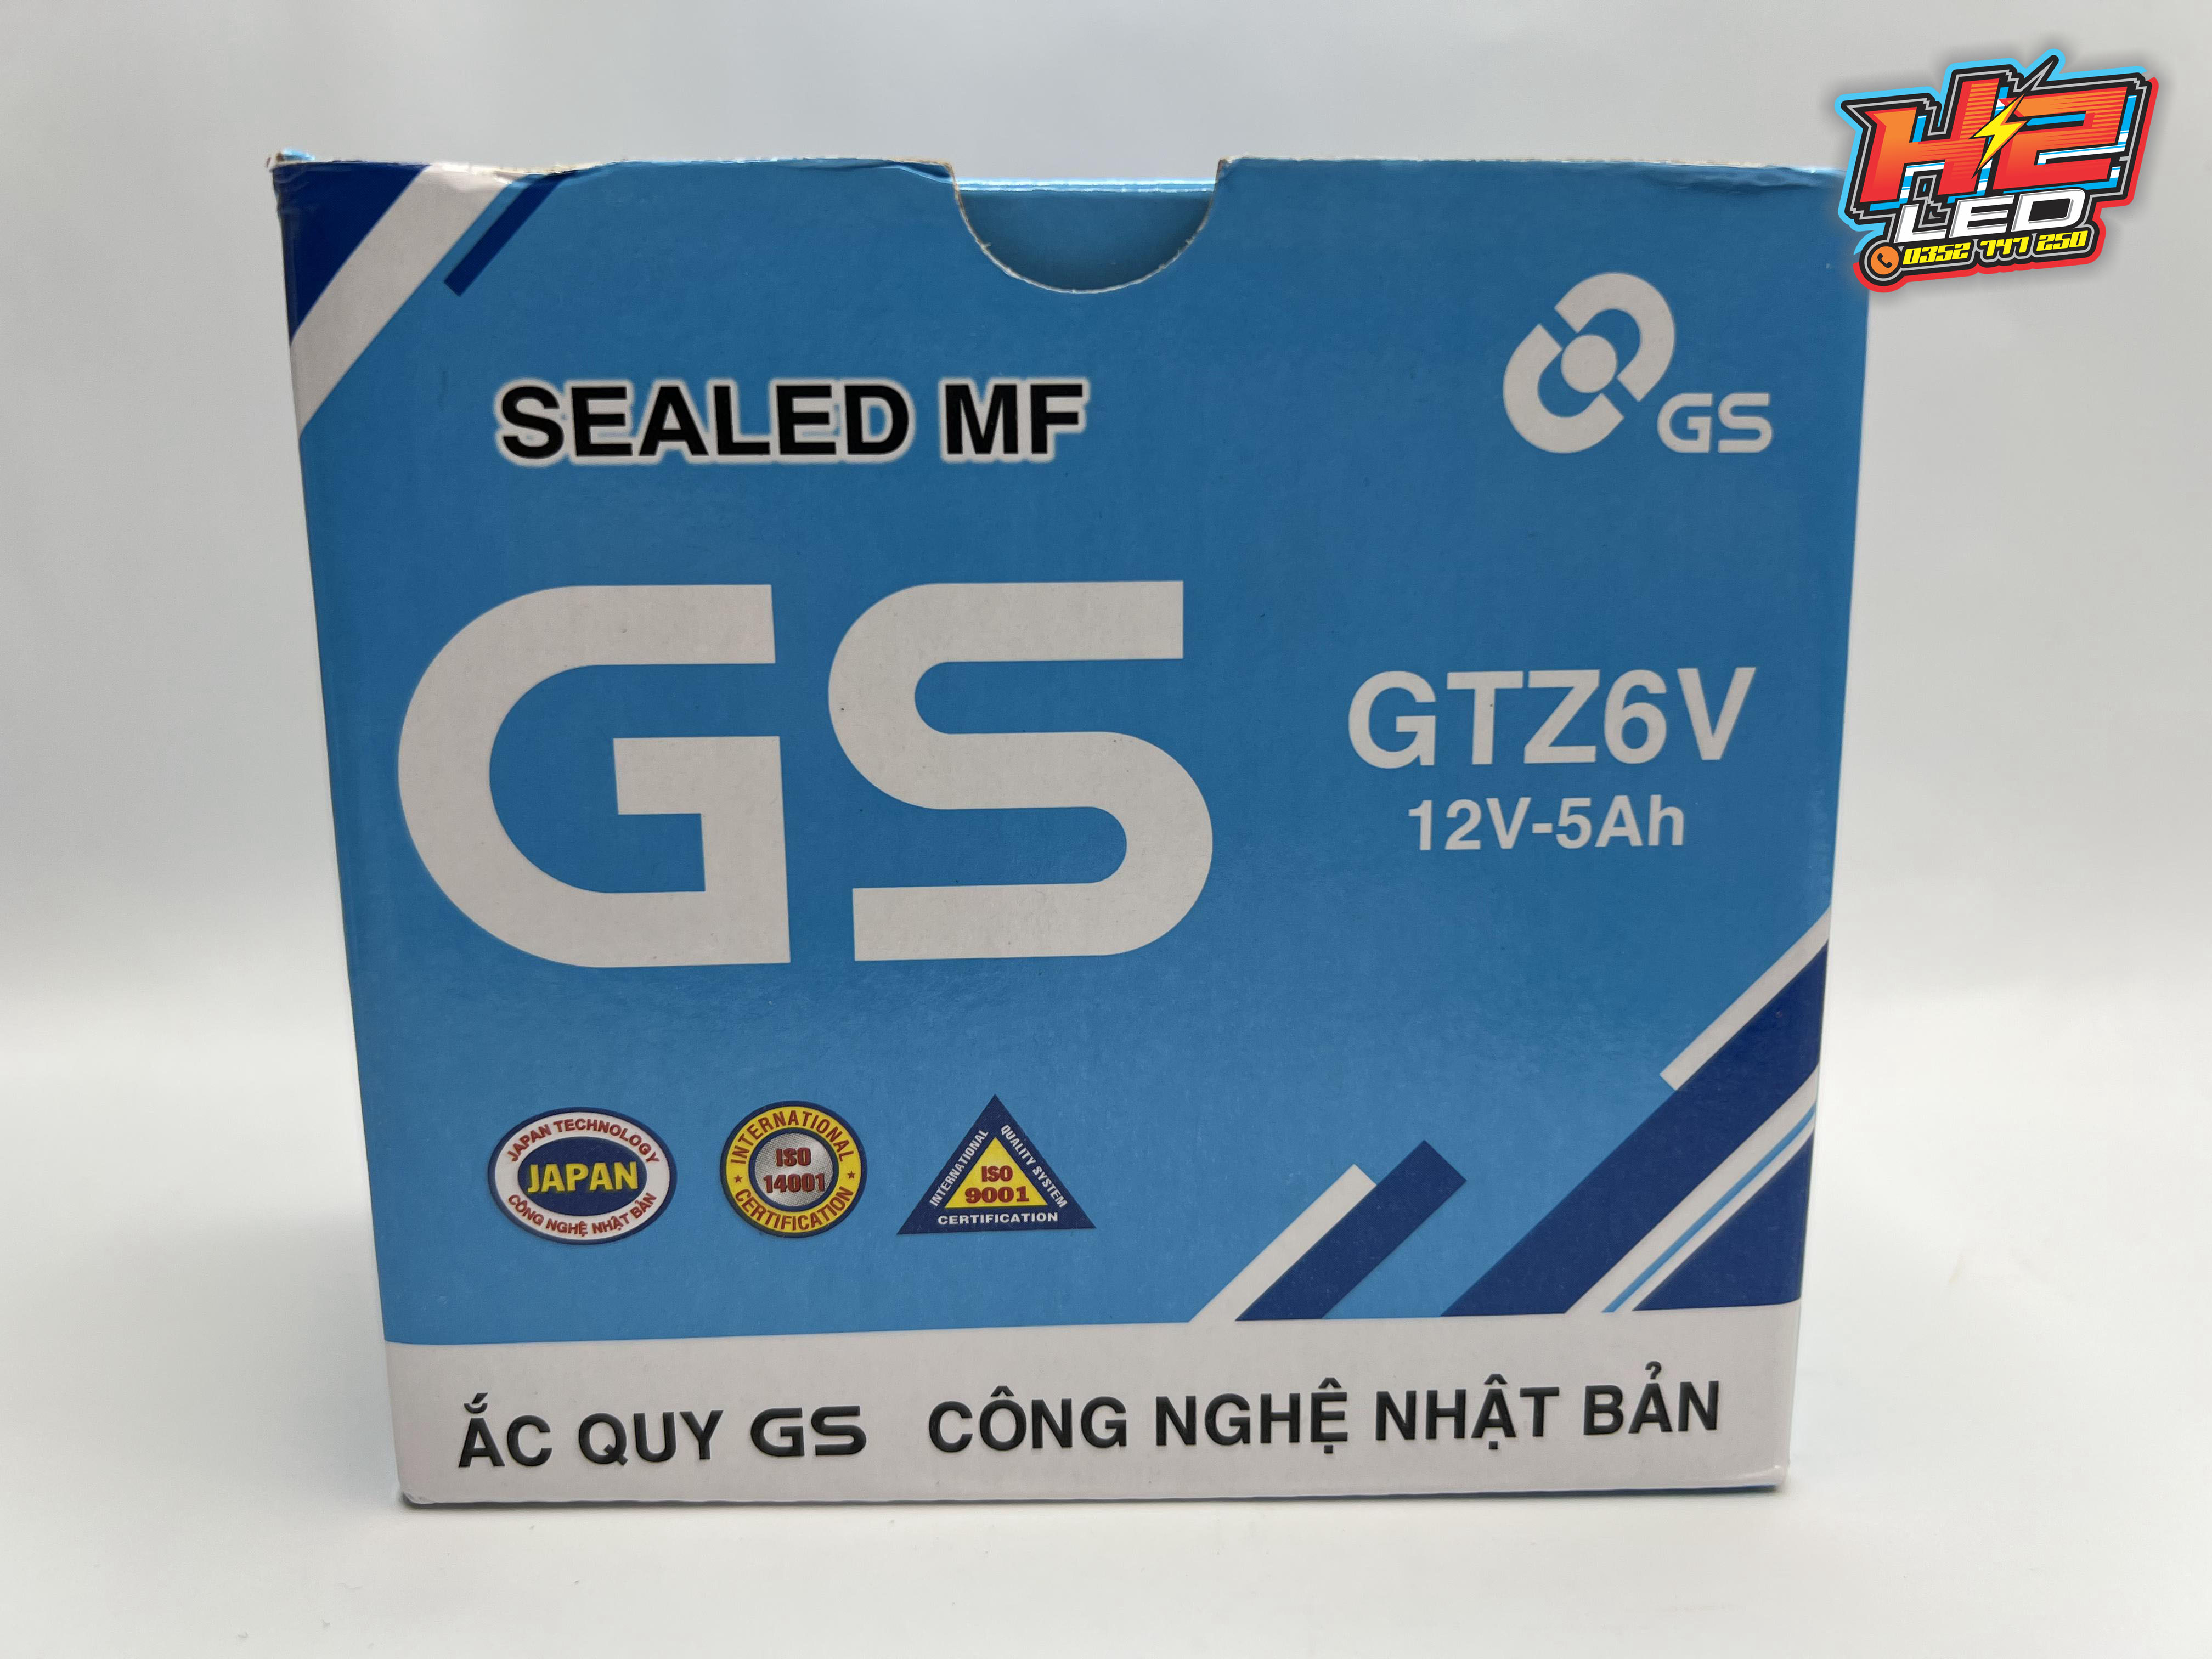 H2
LED
0352 747 250
GS
SEALED MF
GS
GTZ6V
12V-5Ah
JAPAN TECHNOLOGY
JAPAN
CÔNG NGHỆ NHẬT BẢN
INTERNATIONAL
ISO
14001
CERTIFICATION
INTERNATIONAL QUALITY SYSTEM
ISO
9001
CERTIFICATION
ẮC QUY GS CÔNG NGHỆ NHẬT BẢN